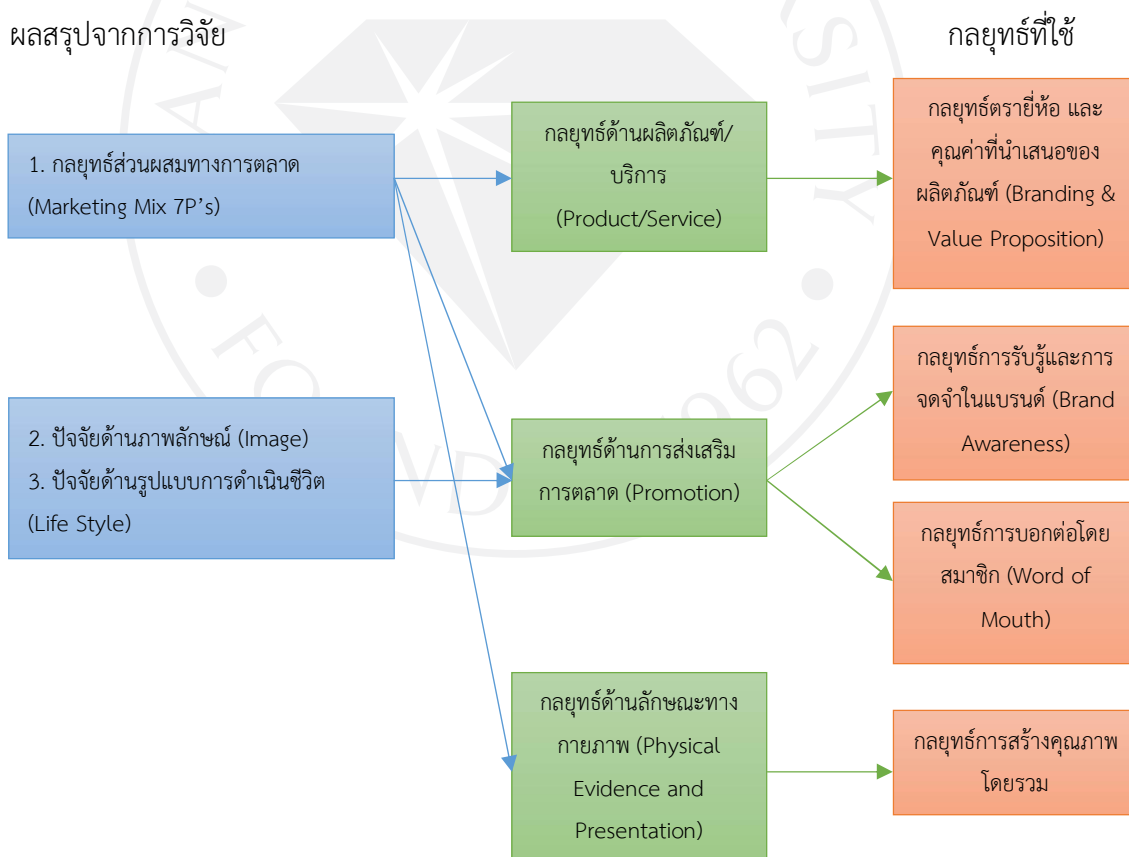 ผลสรุปจากการวิจัย
กลยุทธ์ที่ใช้
1. กลยุทธ์ส่วนผสมทางการตลาด
(Marketing Mix 7P’s)
กลยุทธ์ด้านผลิตภัณฑ์/
บริการ
(Product/Service)
กลยุทธ์ตรายี่ห้อ และ
คุณค่าที่นำเสนอของ
ผลิตภัณฑ์ (Branding &
Value Proposition)
2. ปัจจัยด้านภาพลักษณ์ (Image)
3. ปัจจัยด้านรูปแบบการดำเนินชีวิต
(Life Style)
กลยุทธ์ด้านการส่งเสริม
การตลาด (Promotion)
กลยุทธ์การรับรู้และการ
จดจำในแบรนด์ (Brand
Awareness)
กลยุทธ์การบอกต่อโดย
สมาชิก (Word of
Mouth)
กลยุทธ์ด้านลักษณะทาง
กายภาพ (Physical
Evidence and
Presentation)
กลยุทธ์การสร้างคุณภาพ
โดยรวม